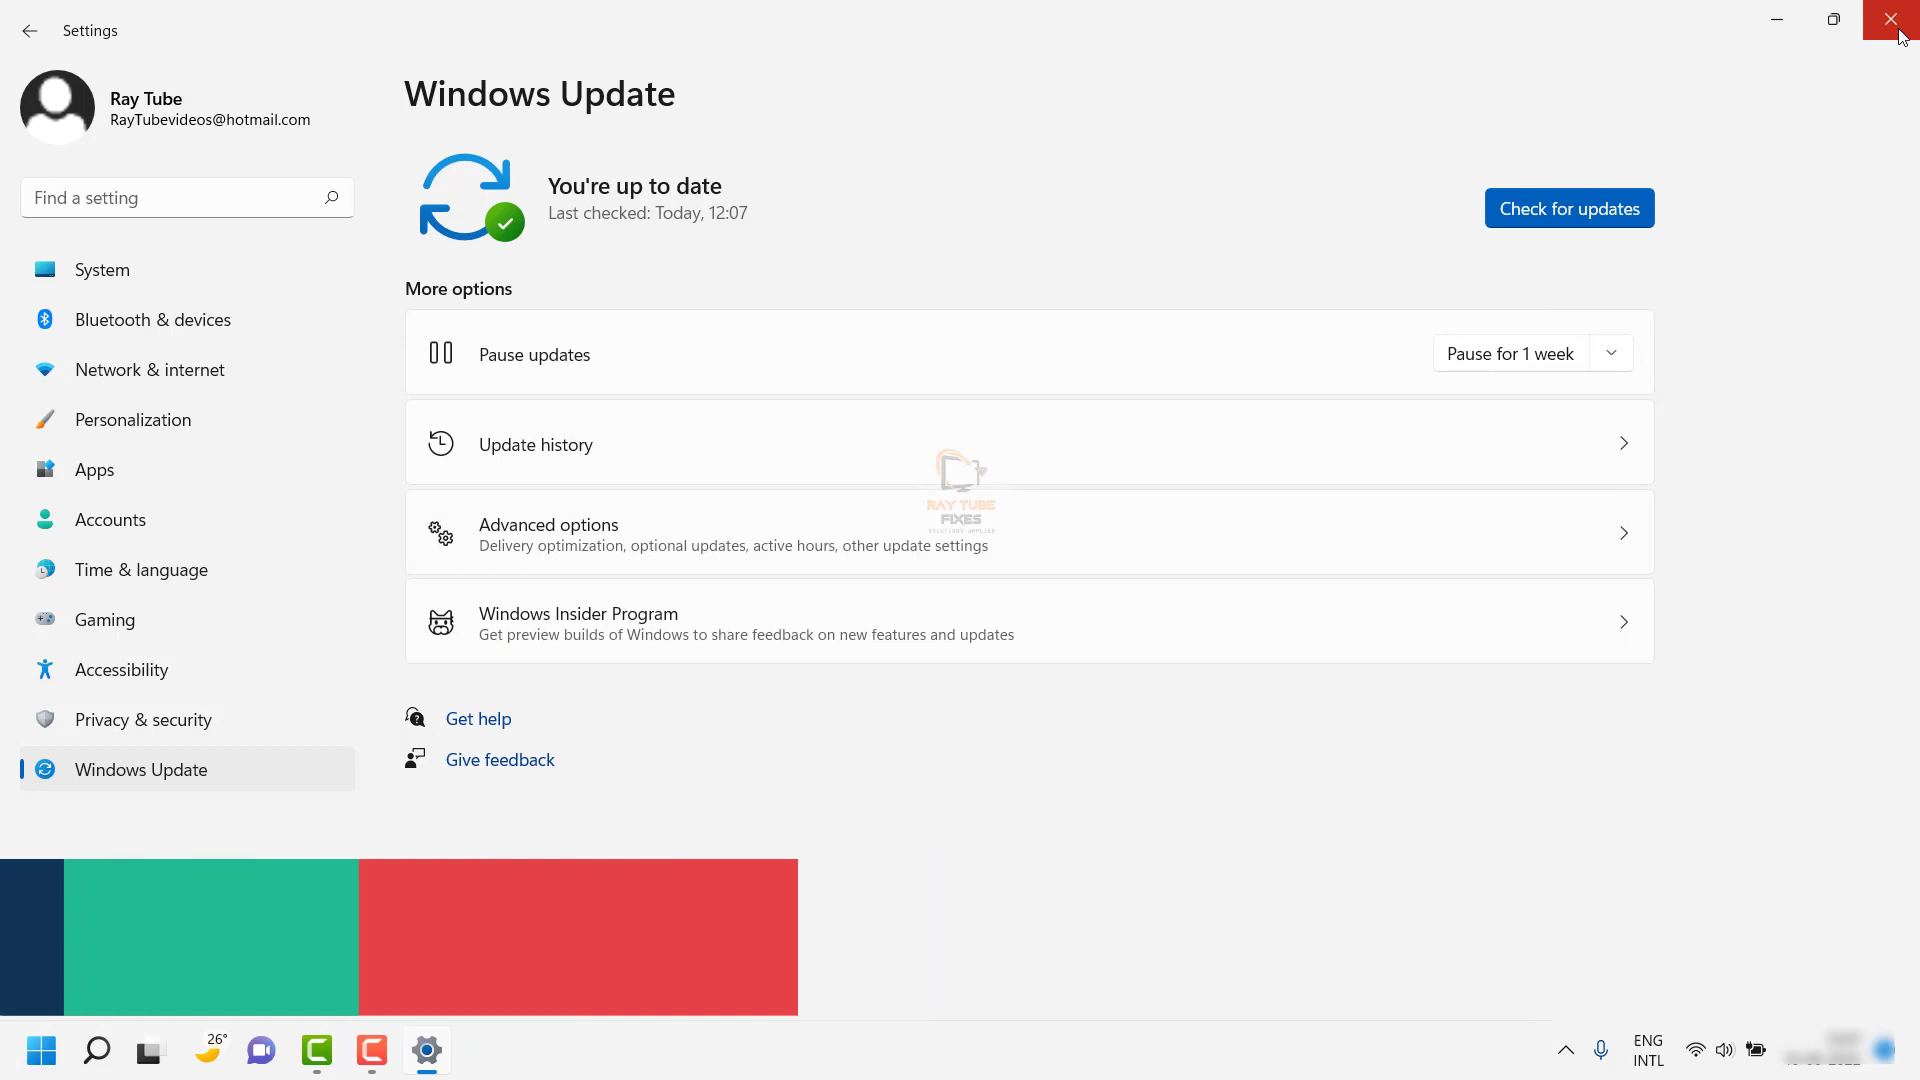 Settings
Ray Tube
RayTubevideos@hotmail.com
Find a setting
System
Bluetooth & devices
Network & internet
Personalization
Apps
Accounts
Time & language
Gaming
Accessibility
Privacy & security
Windows Update
Windows Update
You're up to date
Last checked: Today, 12:07
Check for updates
More options
Pause updates
Pause for 1 week
Update history
Advanced options
Delivery optimization, optional updates, active hours, other update settings
Windows Insider Program
Get preview builds of Windows to share feedback on new features and updates
Get help
Give feedback
RAY TUBE
FIXES
SOLUTIONS APPLIED
26°
ENG
INTL